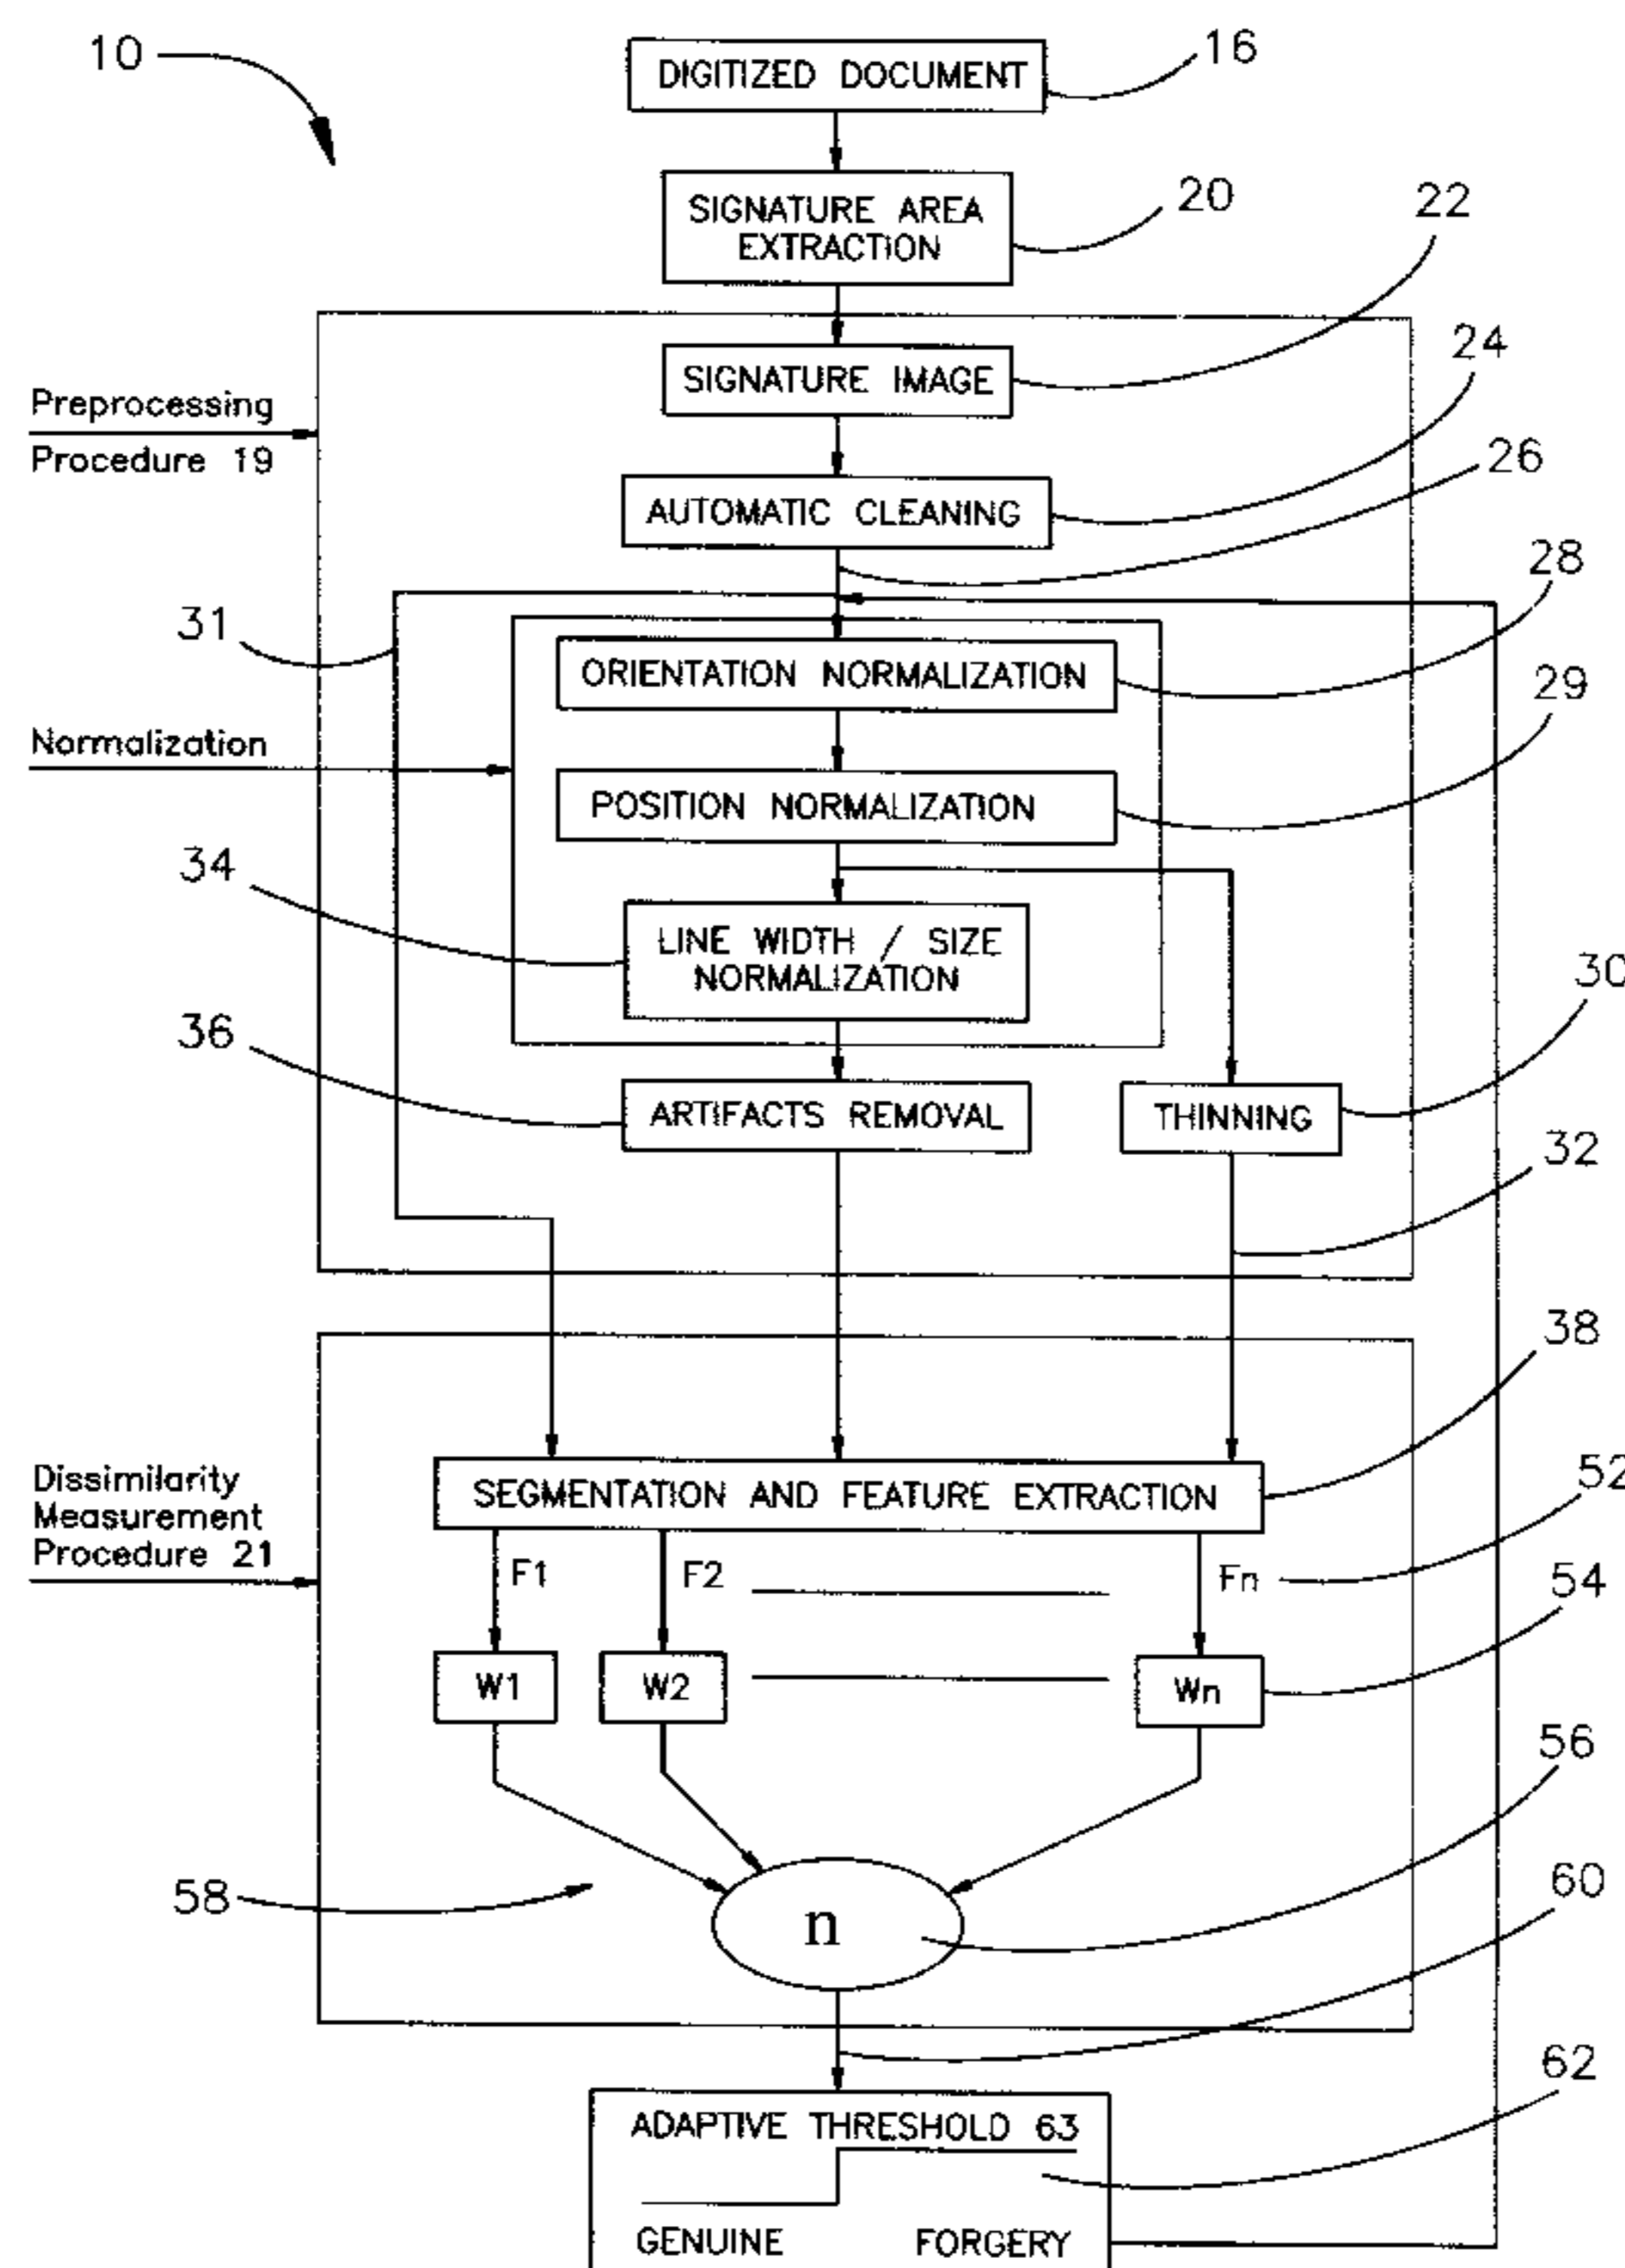 10
DIGITIZED DOCUMENT
16
SIGNATURE AREA
EXTRACTION
20
22
SIGNATURE IMAGE
24
Preprocessing
Procedure 19
AUTOMATIC CLEANING
26
28
31
ORIENTATION NORMALIZATION
29
Normalization
POSITION NORMALIZATION
34
LINE WIDTH / SIZE
NORMALIZATION
30
36
ARTIFACTS REMOVAL
THINNING
32
38
Dissimilarity
Measurement
Procedure 21
SEGMENTATION AND FEATURE EXTRACTION
52
F1
F2
Fn
54
W1
W2
Wn
56
58
n
60
62
ADAPTIVE THRESHOLD 63
GENUINE
FORGERY